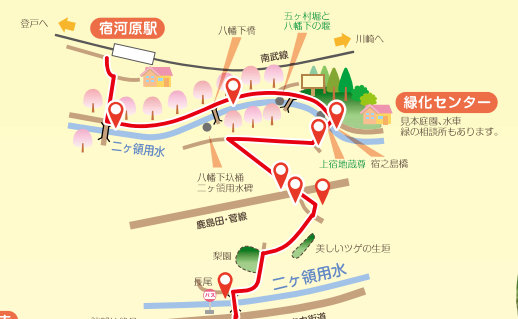 登戸へ
宿河原駅
八幡下橋
五ヶ村堀と
八幡下の堰
川崎へ
南武線
緑化センター
見本庭園、水車
緑の相談所もあります。
二ヶ領用水
上宿地蔵尊
宿之島橋
八幡下圦樋
二ヶ領用水碑
鹿島田・菅線
梨園
美しいツゲの生垣
長尾
バス
二ヶ領用水
街道